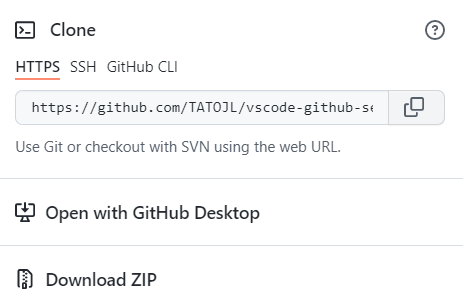 Clone
HTTPS SSH GitHub CLI
https://github.com/TATOJL/vscode-github-se
Use Git or checkout with SVN using the web URL.
Open with GitHub Desktop
Download ZIP